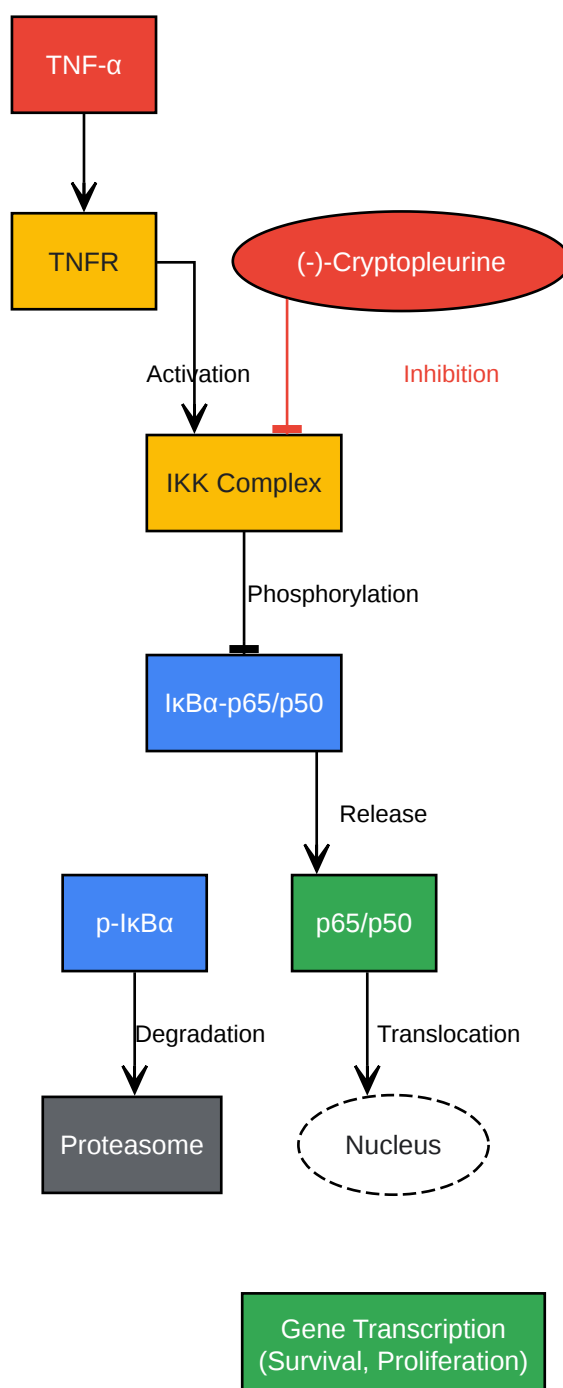 TNF-α
TNFR
(-)-Cryptopleurine
Activation
Inhibition
IKK Complex
Phosphorylation
IκBα-p65/p50
Release
p-IκBα
p65/p50
Degradation
Translocation
Proteasome
Nucleus
Gene Transcription
(Survival, Proliferation)